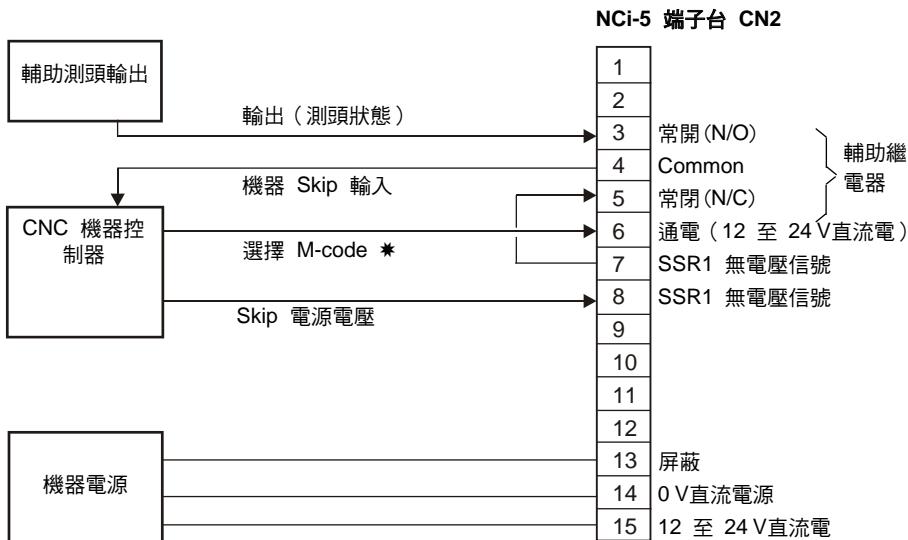 NCi-5 端子台 CN2
輔助測頭輸出
輸出（測頭狀態）
機器 Skip 輸入
CNC 機器控
制器
選擇 M-code ✷
Skip 電源電壓
機器電源
1
2
3 常開(N/O)
4 Common
5 常閉(N/C)
6 通電（12 至 24 V直流電）
7 SSR1 無電壓信號
8 SSR1 無電壓信號
9
10
11
12
13 屏蔽
14 0 V直流電源
15 12 至 24 V直流電
輔助繼
電器